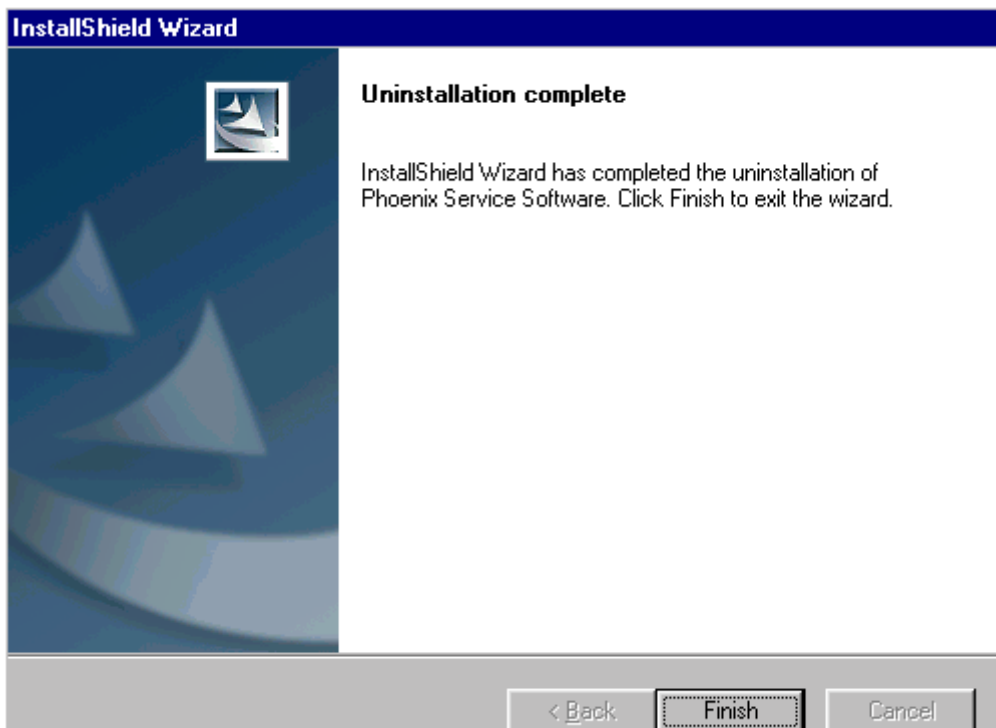 InstallShield Wizard
Uninstallation complete
InstallShield Wizard has completed the uninstallation of
Phoenix Service Software. Click Finish to exit the wizard.
< Back
Finish
Cancel